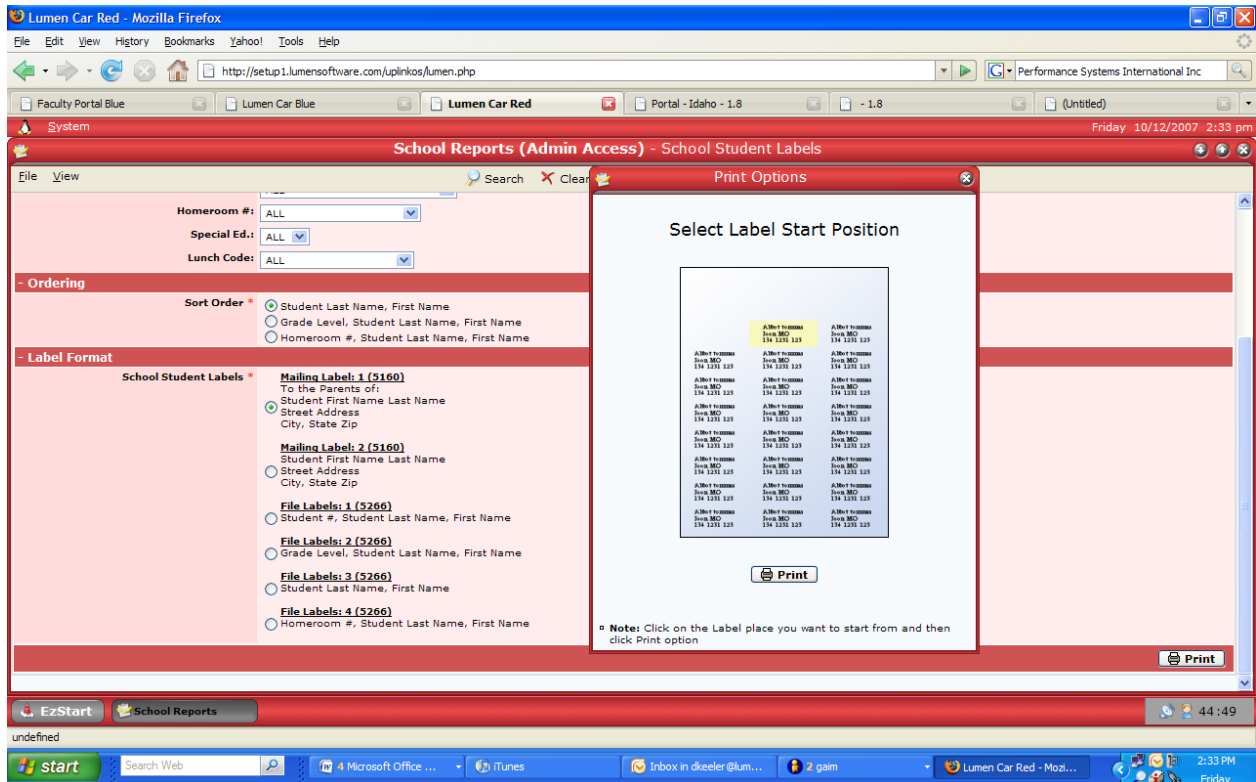 Lumen Car Red - Mozilla Firefox
File Edit View History Bookmarks Yahoo! Tools Help
http://setup1.lumensoftware.com/uplinkos/lumen.php
G Performance Systems International Inc
Faculty Portal Blue
Lumen Car Blue
Lumen Car Red
Portal - Idaho - 1.8
- 1.8
(Untitled)
System
Friday 10/12/2007 2:33 pm
School Reports (Admin Access) - School Student Labels
File View
Search
Clear
Homeroom #: ALL
Special Ed.: ALL
Lunch Code: ALL
- Ordering
Sort Order *
Student Last Name, First Name
Grade Level, Student Last Name, First Name
Homeroom #, Student Last Name, First Name
- Label Format
School Student Labels *
Mailing Label: 1 (5160)
To the Parents of:
Student First Name Last Name
Street Address
City, State Zip
Mailing Label: 2 (5160)
Student First Name Last Name
Street Address
City, State Zip
File Labels: 1 (5266)
Student #, Student Last Name, First Name
File Labels: 2 (5266)
Grade Level, Student Last Name, First Name
File Labels: 3 (5266)
Student Last Name, First Name
File Labels: 4 (5266)
Homeroom #, Student Last Name, First Name
Print Options
Select Label Start Position
Print
Note: Click on the Label place you want to start from and then
click Print option
Print
EzStart
School Reports
44:49
undefined
start
Search Web
4 Microsoft Office ...
iTunes
Inbox in dkeeler@lum...
2 gaim
Lumen Car Red - Mozi...
2:33 PM
Friday